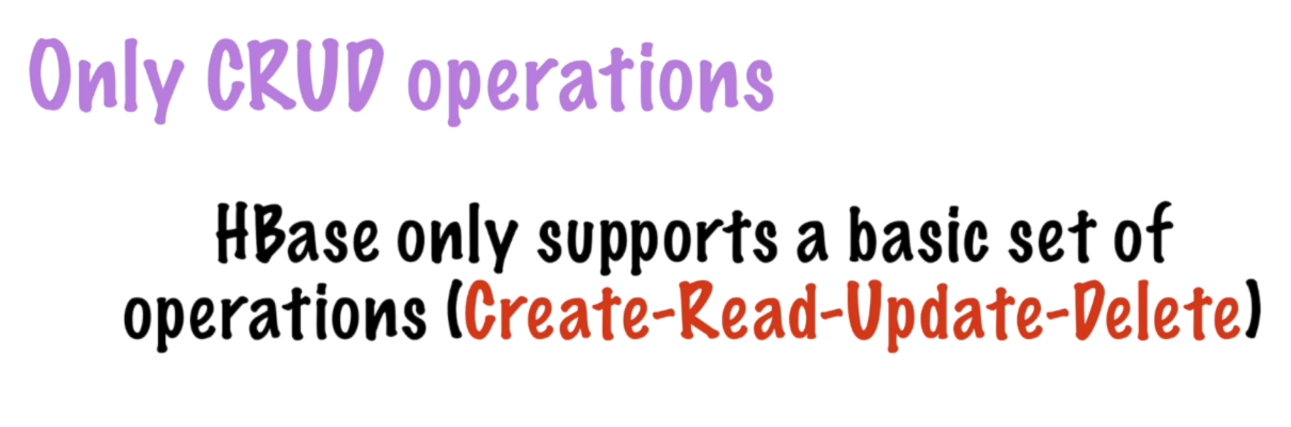 Only CRUD operations
HBase only supports a basic set of
operations (Create-Read-Update-Delete)